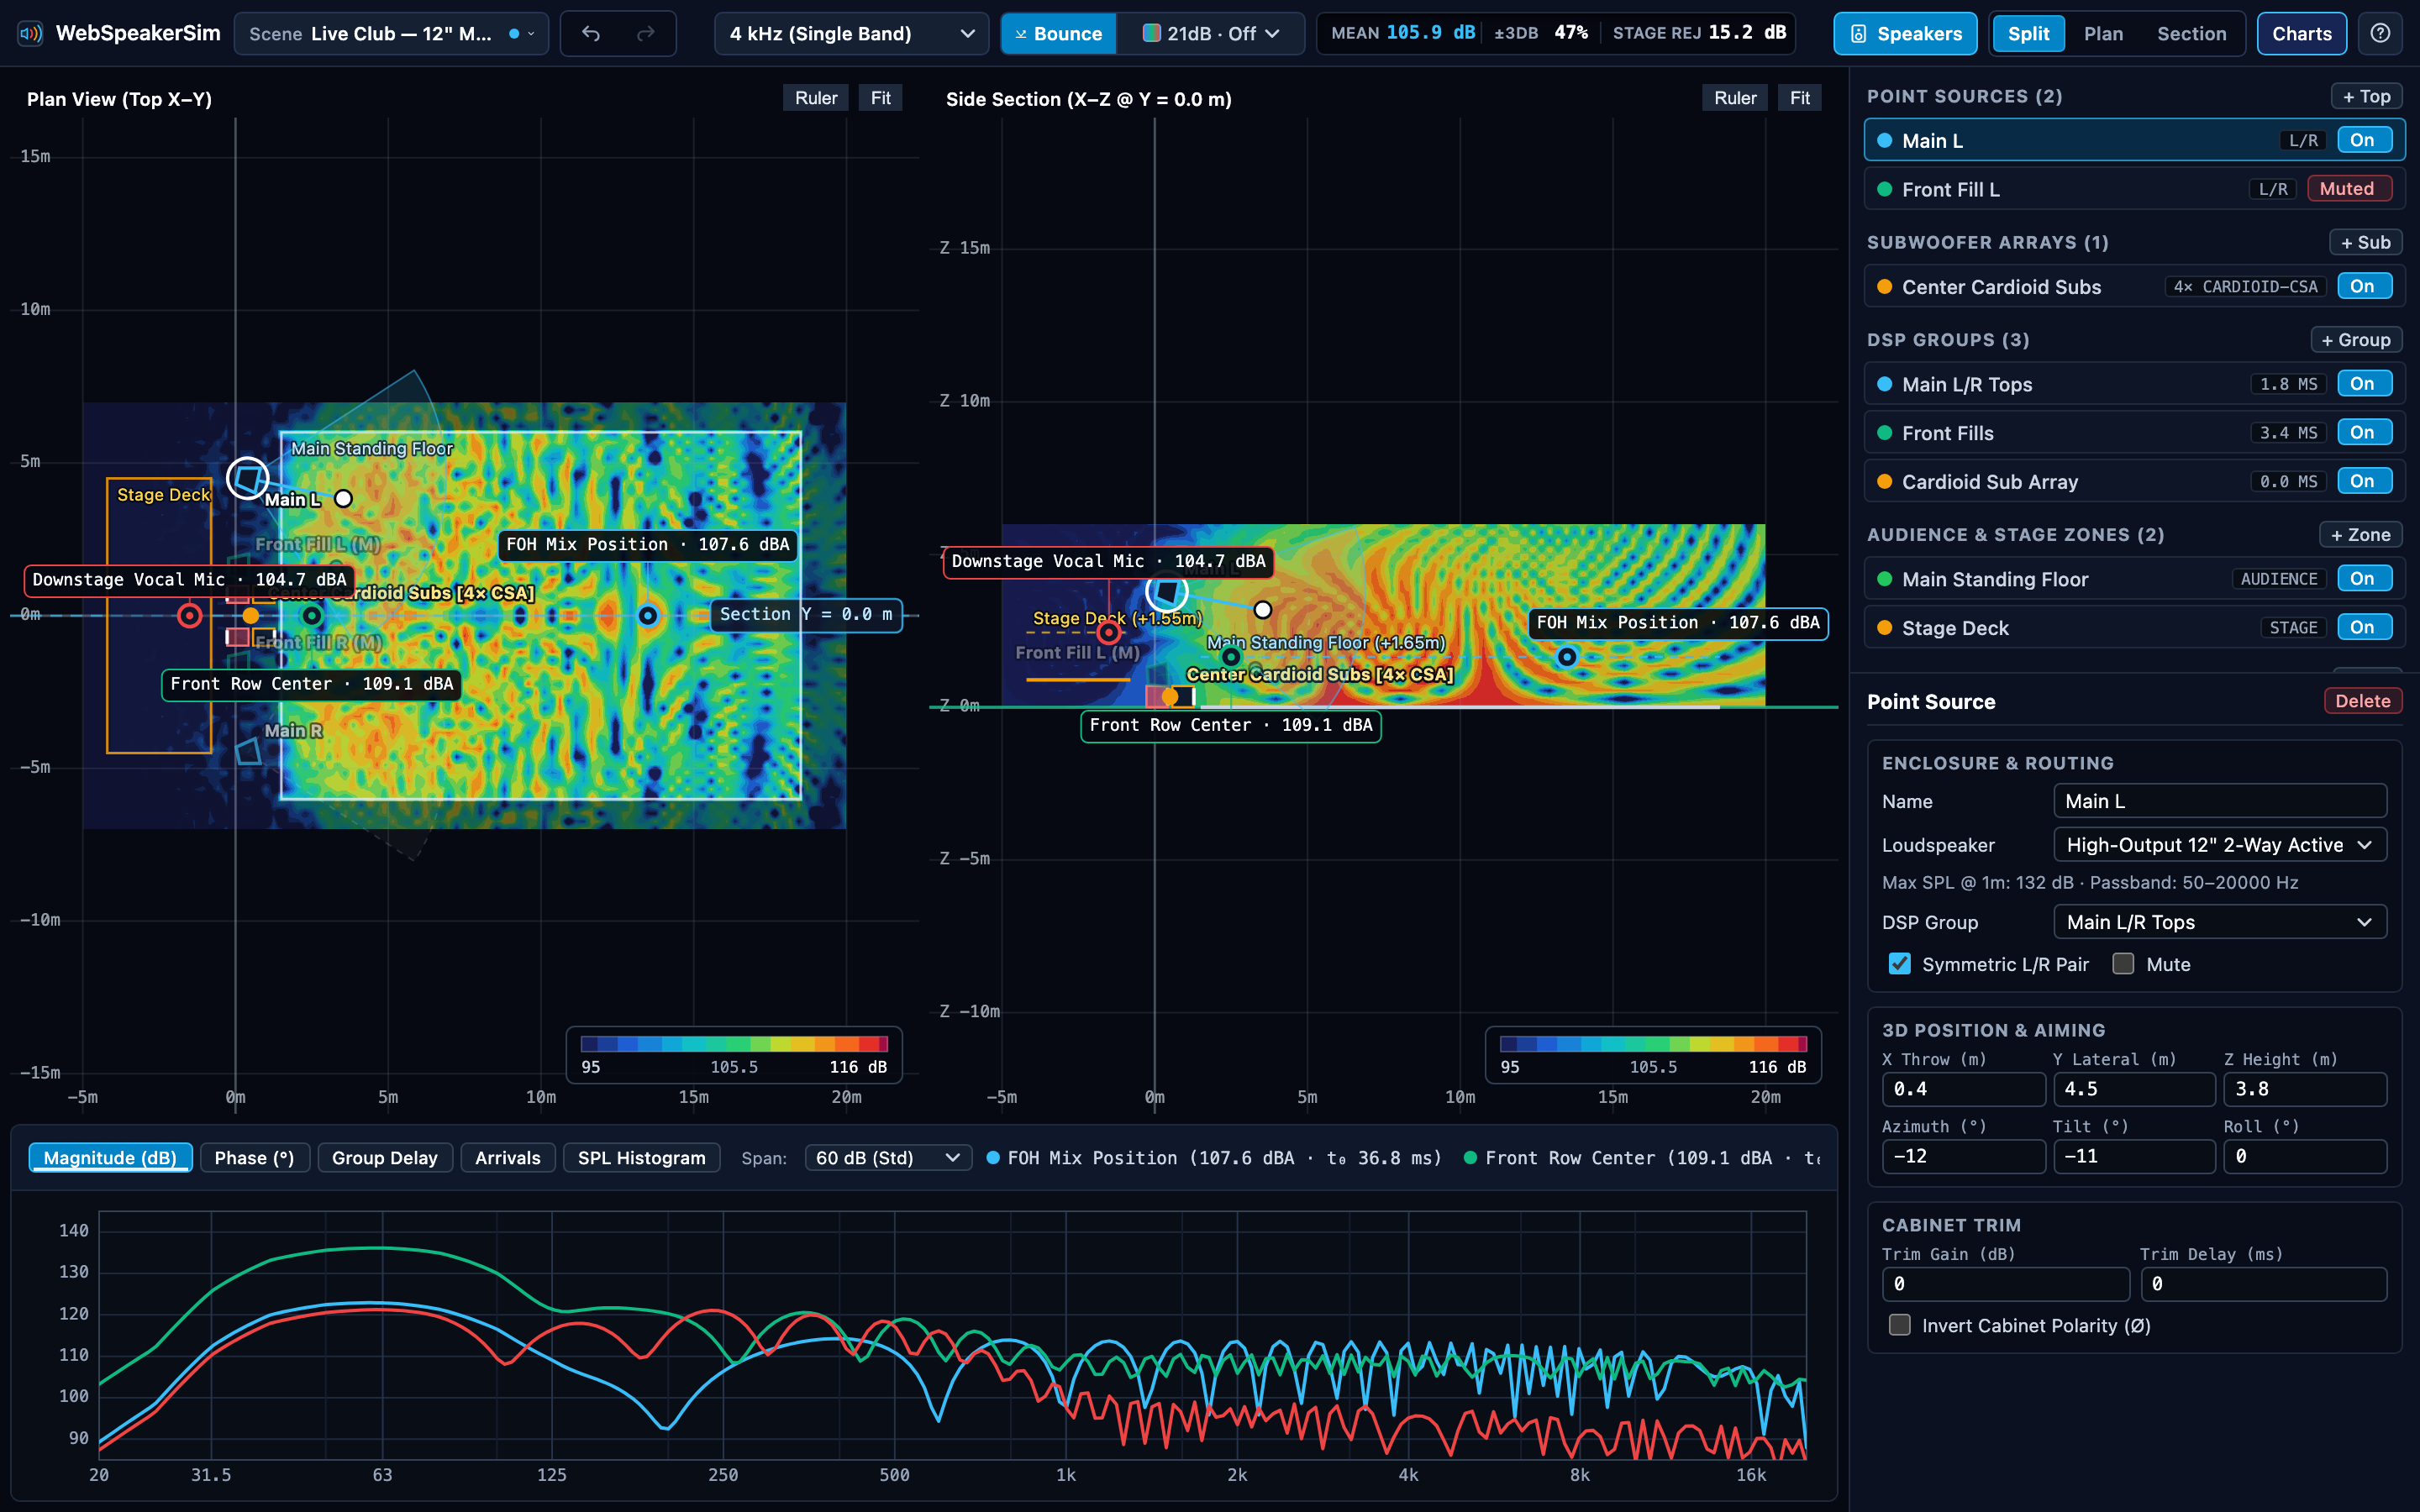 WebSpeakerSim
Scene Live Club — 12" M...
4 kHz (Single Band)
Bounce
21dB · Off
MEAN 105.9 dB ±3DB 47% STAGE REJ 15.2 dB
Speakers
Split Plan Section
Charts
Plan View (Top X–Y)
Ruler Fit
15m
10m
5m
0m
−5m
−10m
−15m
−5m 0m 5m 10m 15m 20m
Main Standing Floor
Stage Deck
Main L
Front Fill L (M)
FOH Mix Position · 107.6 dBA
Downstage Vocal Mic · 104.7 dBA
Center Cardioid Subs [4× CSA]
Section Y = 0.0 m
Front Fill R (M)
Front Row Center · 109.1 dBA
Main R
95 105.5 116 dB
Side Section (X–Z @ Y = 0.0 m)
Ruler Fit
Z 15m
Z 10m
Z 0m
Z −5m
Z −10m
−5m 0m 5m 10m 15m 20m
Downstage Vocal Mic · 104.7 dBA
Stage Deck (+1.55m)
FOH Mix Position · 107.6 dBA
Main Standing Floor (+1.65m)
Front Fill L (M)
Center Cardioid Subs [4× CSA]
Front Row Center · 109.1 dBA
95 105.5 116 dB
Magnitude (dB) Phase (°) Group Delay Arrivals SPL Histogram Span: 60 dB (Std) FOH Mix Position (107.6 dBA · t₀ 36.8 ms) Front Row Center (109.1 dBA ·
140
130
120
110
100
90
20 31.5 63 125 250 500 1k 2k 4k 8k 16k
POINT SOURCES (2) + Top
Main L L/R On
Front Fill L L/R Muted
SUBWOOFER ARRAYS (1) + Sub
Center Cardioid Subs 4× CARDIOID-CSA On
DSP GROUPS (3) + Group
Main L/R Tops 1.8 MS On
Front Fills 3.4 MS On
Cardioid Sub Array 0.0 MS On
AUDIENCE & STAGE ZONES (2) + Zone
Main Standing Floor AUDIENCE On
Stage Deck STAGE On
Point Source Delete
ENCLOSURE & ROUTING
Name Main L
Loudspeaker High-Output 12" 2-Way Active
Max SPL @ 1m: 132 dB · Passband: 50–20000 Hz
DSP Group Main L/R Tops
Symmetric L/R Pair Mute
3D POSITION & AIMING
X Throw (m) Y Lateral (m) Z Height (m)
0.4 4.5 3.8
Azimuth (°) Tilt (°) Roll (°)
−12 −11 0
CABINET TRIM
Trim Gain (dB) Trim Delay (ms)
0 0
Invert Cabinet Polarity (Ø)